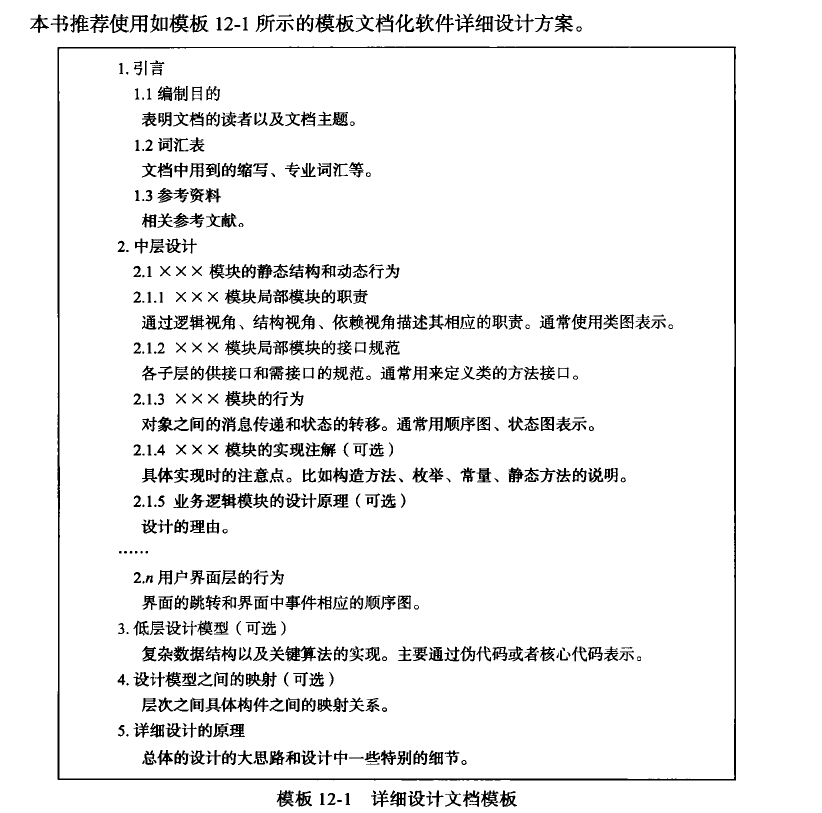 本书推荐使用如模板 12-1 所示的模板文档化软件详细设计方案。
1. 引言
1.1 编制目的
表明文档的读者以及文档主题。
1.2 词汇表
文档中用到的缩写、专业词汇等。
1.3 参考资料
相关参考文献。
2. 中层设计
2.1 ××× 模块的静态结构和动态行为
2.1.1 ××× 模块局部模块的职责
通过逻辑视角、结构视角、依赖视角描述其相应的职责。通常使用类图表示。
2.1.2 ××× 模块局部模块的接口规范
各子层的供接口和需接口的规范。通常用来定义类的方法接口。
2.1.3 ××× 模块的行为
对象之间的消息传递和状态的转移。通常用顺序图、状态图表示。
2.1.4 ××× 模块的实现注解（可选）
具体实现时的注意点。比如构造方法、枚举、常量、静态方法的说明。
2.1.5 业务逻辑模块的设计原理（可选）
设计的理由。
……
2.n 用户界面层的行为
界面的跳转和界面中事件相应的顺序图。
3. 低层设计模型（可选）
复杂数据结构以及关键算法的实现。主要通过伪代码或者核心代码表示。
4. 设计模型之间的映射（可选）
层次之间具体构件之间的映射关系。
5. 详细设计的原理
总体的设计的大思路和设计中一些特别的细节。
模板 12-1 详细设计文档模板